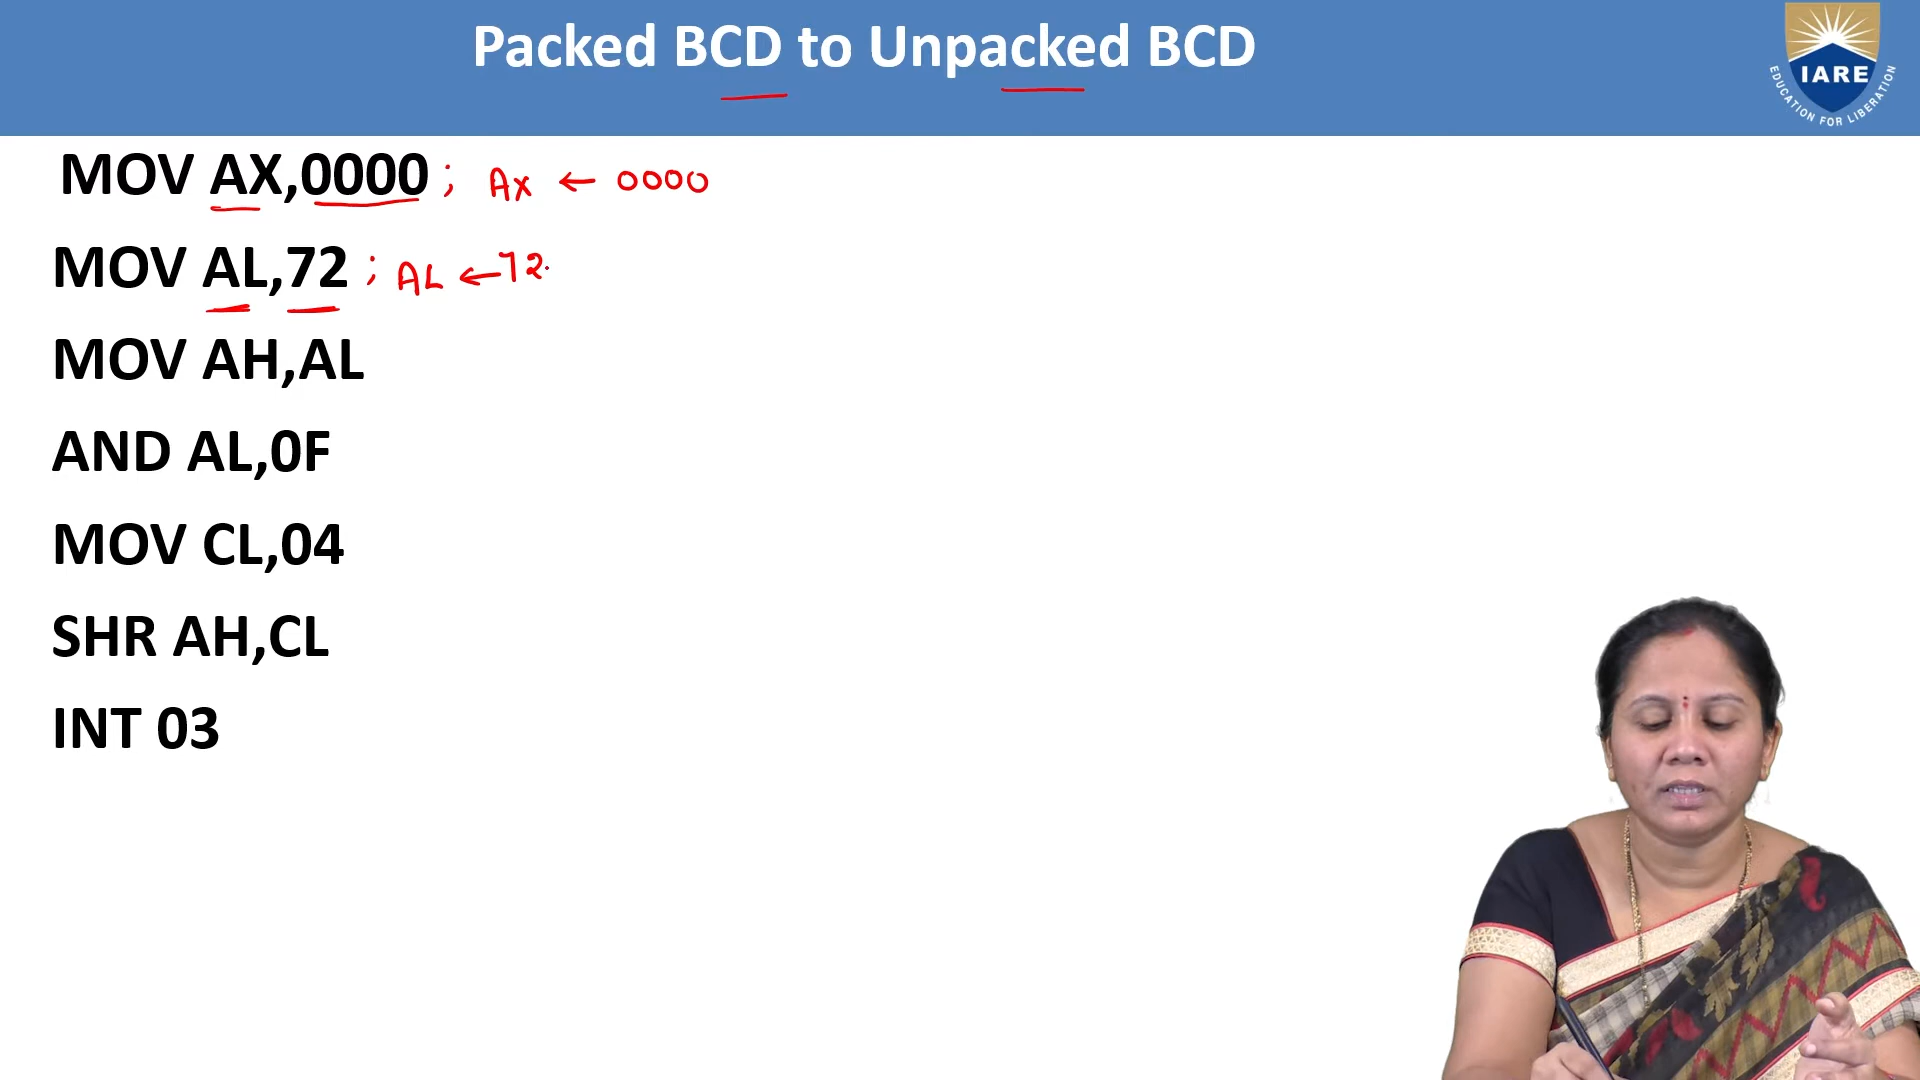 Packed BCD to Unpacked BCD
IARE
EDUCATION FOR LIBERATION
MOV AX,0000 ; AX ← 0000
MOV AL,72 ; AL ← 72
MOV AH,AL
AND AL,0F
MOV CL,04
SHR AH,CL
INT 03